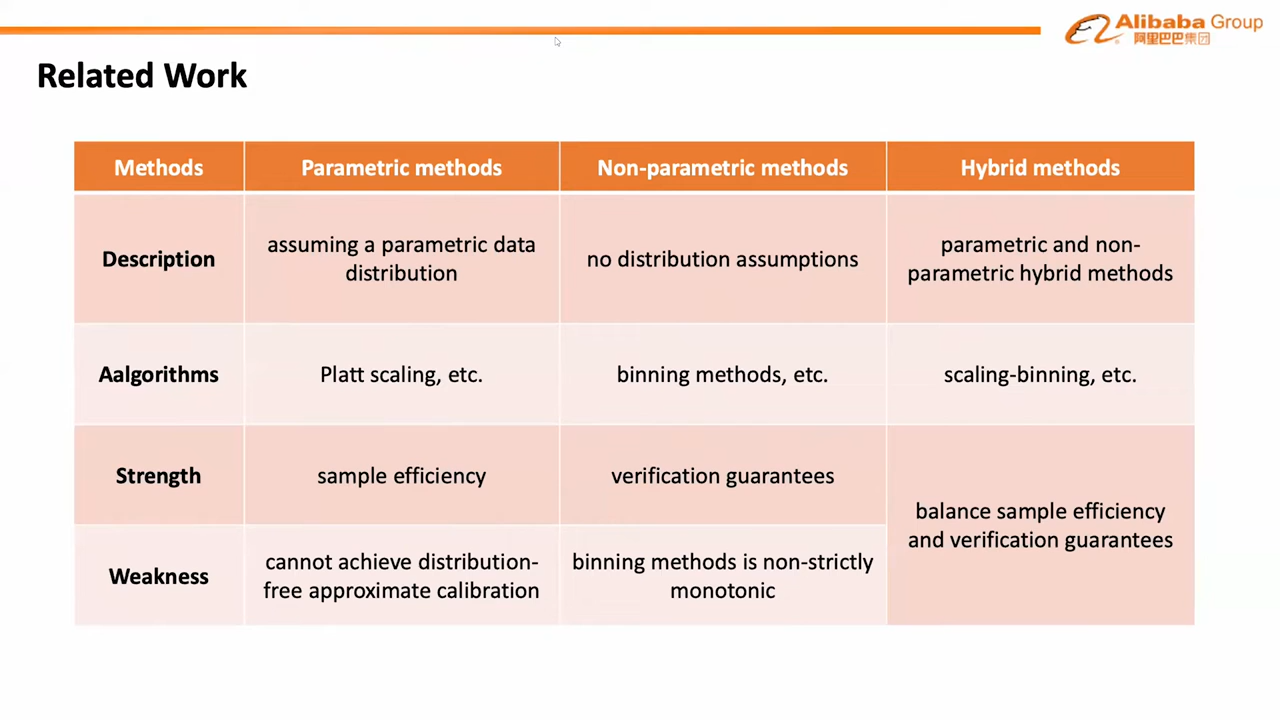 Alibaba Group
阿里巴巴集团
Related Work
Methods
Parametric methods
Non-parametric methods
Hybrid methods
Description
assuming a parametric data
distribution
no distribution assumptions
parametric and non-
parametric hybrid methods
Aalgorithms
Platt scaling, etc.
binning methods, etc.
scaling-binning, etc.
Strength
sample efficiency
verification guarantees
balance sample efficiency
and verification guarantees
Weakness
cannot achieve distribution-
free approximate calibration
binning methods is non-strictly
monotonic